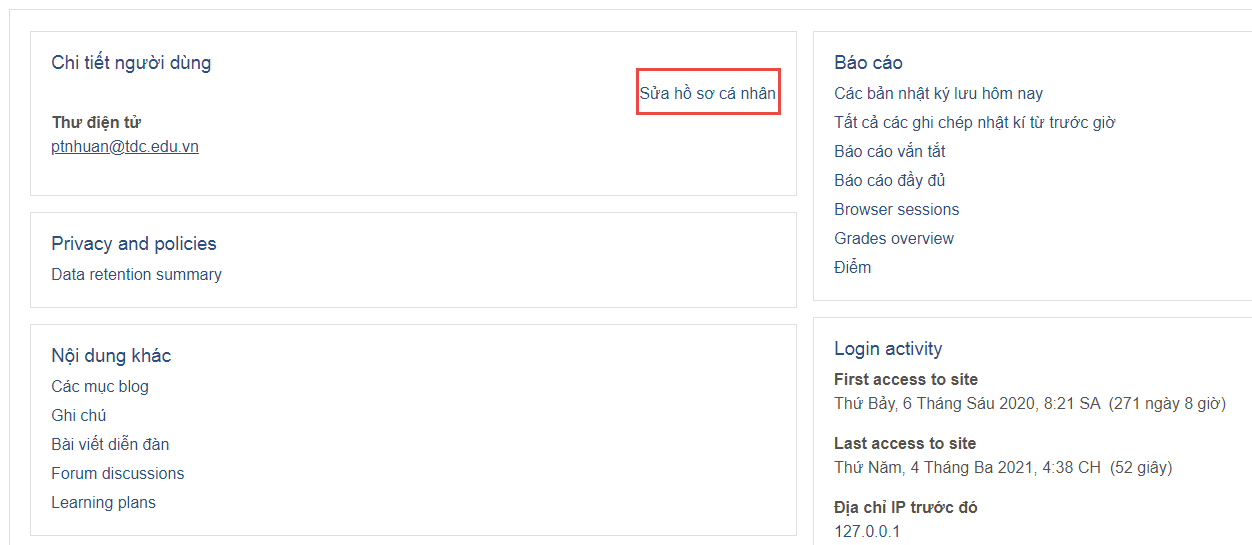 Chi tiết người dùng
Sửa hồ sơ cá nhân
Thư điện tử
ptnhuan@tdc.edu.vn
Privacy and policies
Data retention summary
Nội dung khác
Các mục blog
Ghi chú
Bài viết diễn đàn
Forum discussions
Learning plans
Báo cáo
Các bản nhật ký lưu hôm nay
Tất cả các ghi chép nhật kí từ trước giờ
Báo cáo vắn tắt
Báo cáo đầy đủ
Browser sessions
Grades overview
Điểm
Login activity
First access to site
Thứ Bảy, 6 Tháng Sáu 2020, 8:21 SA (271 ngày 8 giờ)
Last access to site
Thứ Năm, 4 Tháng Ba 2021, 4:38 CH (52 giây)
Địa chỉ IP trước đó
127.0.0.1